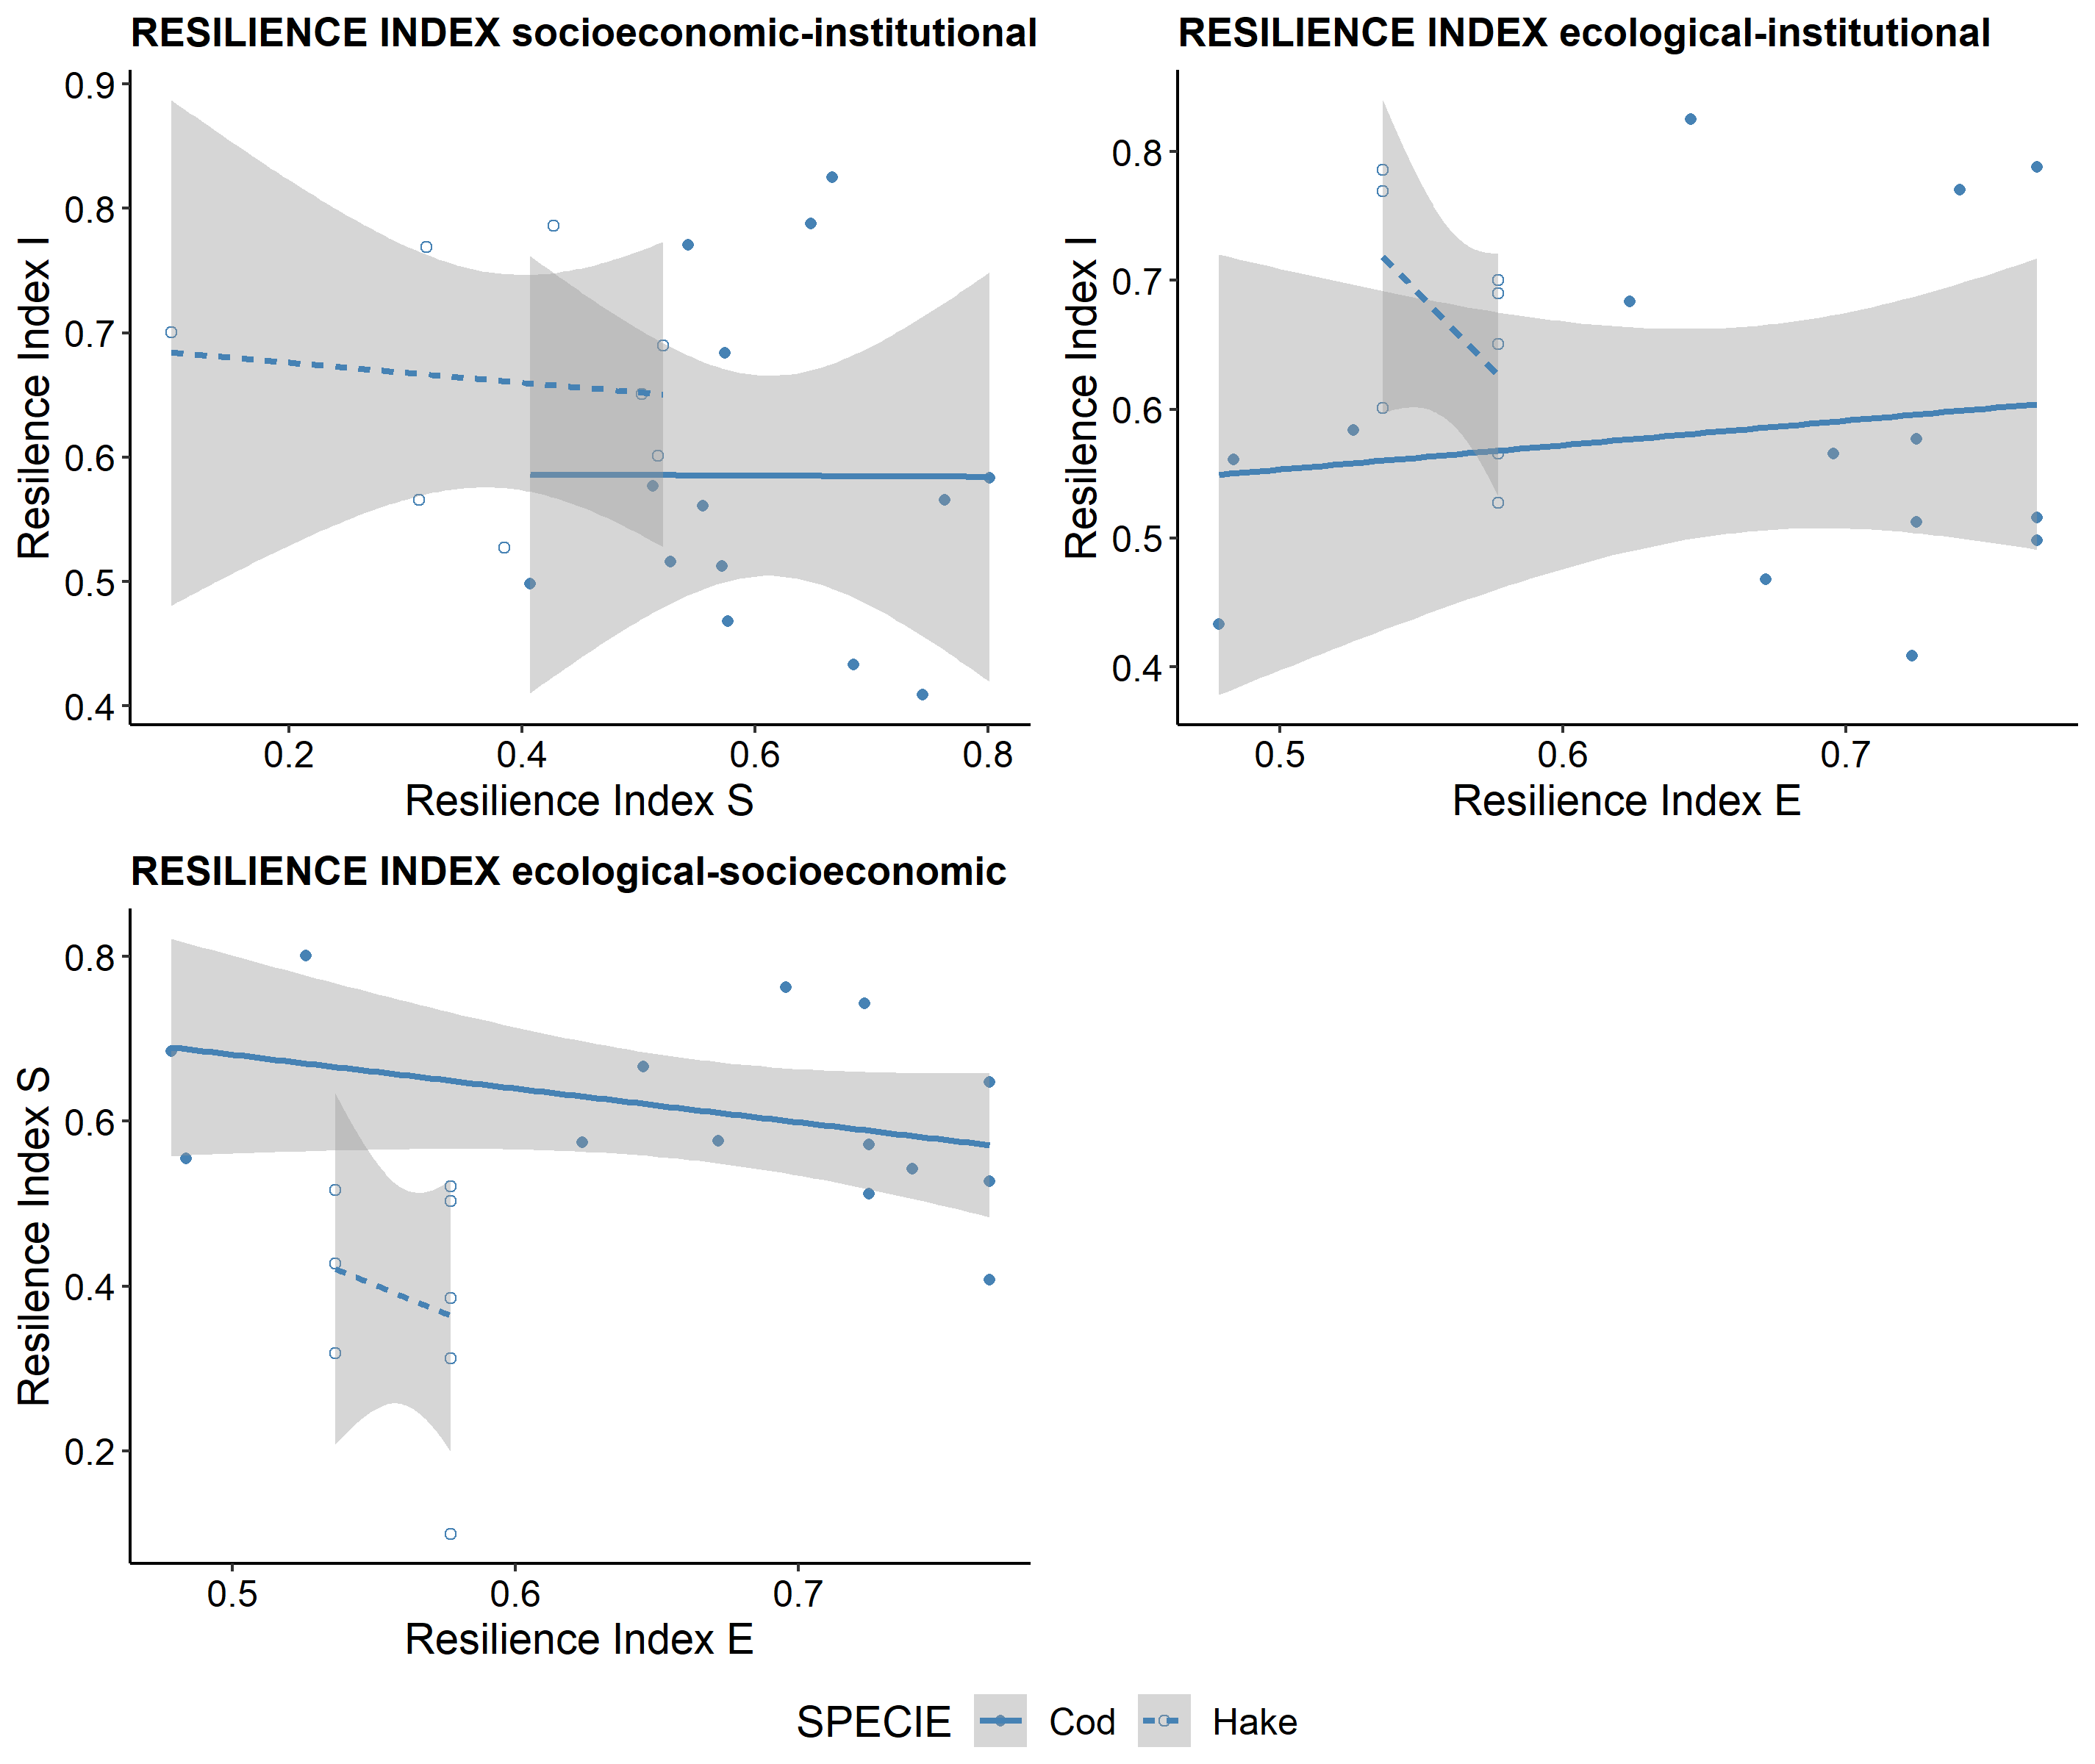 RESILIENCE INDEX socioeconomic-institutional
0.9
0.8
0.7
0.6
0.5
0.4
Resilence Index I
0.2 0.4 0.6 0.8
Resilience Index S
RESILIENCE INDEX ecological-institutional
0.8
0.7
0.6
0.5
0.4
Resilence Index I
0.5 0.6 0.7
Resilience Index E
RESILIENCE INDEX ecological-socioeconomic
0.8
0.6
0.4
0.2
Resilence Index S
0.5 0.6 0.7
Resilience Index E
SPECIE Cod Hake